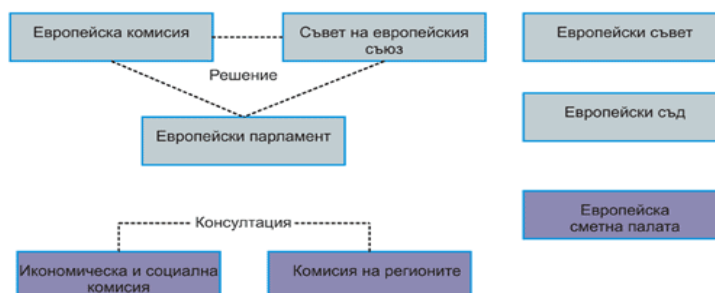 Европейска комисия
Съвет на европейския
съюз
Европейски съвет
Решение
Европейски съд
Европейски парламент
Европейска
сметна палата
Консултация
Икономическа и социална
комисия
Комисия на регионите